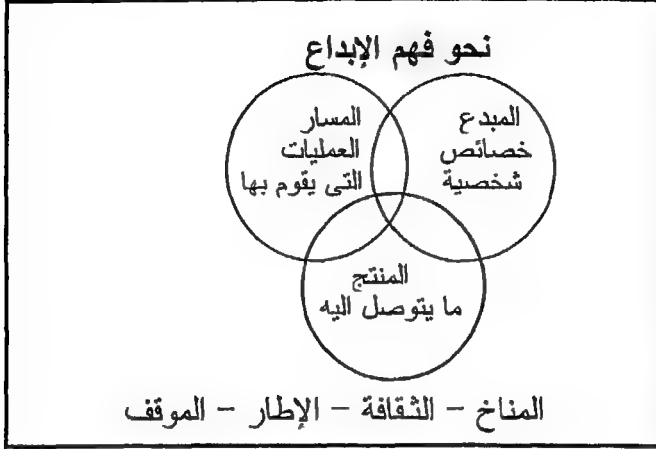 نحو فهم الإبداع
المبدع
خصائص
شخصية
المسار
العمليات
التى يقوم بها
المنتج
ما يتوصل اليه
المناخ – الثقافة – الإطار – الموقف